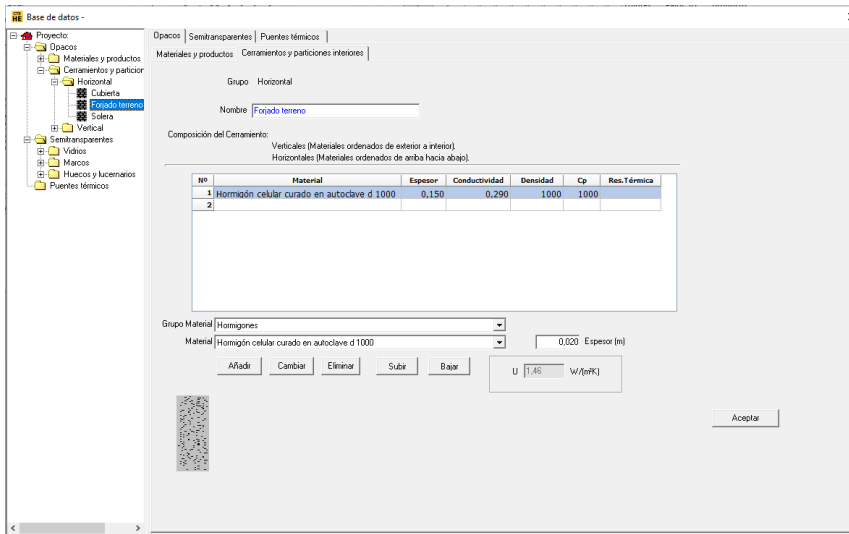 CTE HE Base de datos -
Proyecto:
Opacos
Materiales y productos
Cerramientos y particior
Horizontal
Cubierta
Forjado terreno
Solera
Vertical
Semitransparentes
Vidrios
Marcos
Huecos y lucernarios
Puentes térmicos
Opacos Semitransparentes Puentes térmicos
Materiales y productos Cerramientos y particiones interiores
Grupo Horizontal
Nombre Forjado terreno
Composición del Cerramiento:
Verticales (Materiales ordenados de exterior a interior).
Horizontales (Materiales ordenados de arriba hacia abajo).
Nº Material Espesor Conductividad Densidad Cp Res.Térmica
1 Hormigón celular curado en autoclave d 1000 0,150 0,290 1000 1000
2
Grupo Material Hormigones
Material Hormigón celular curado en autoclave d 1000 0,020 Espesor (m)
Añadir Cambiar Eliminar Subir Bajar
U 1,46 W/(m²K)
Aceptar